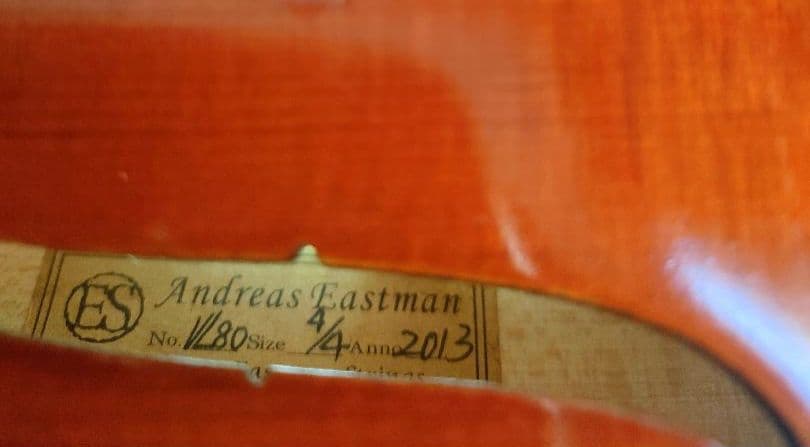 ES
Andreas Eastman
No. VL80 Size 4/4 Anno 2013